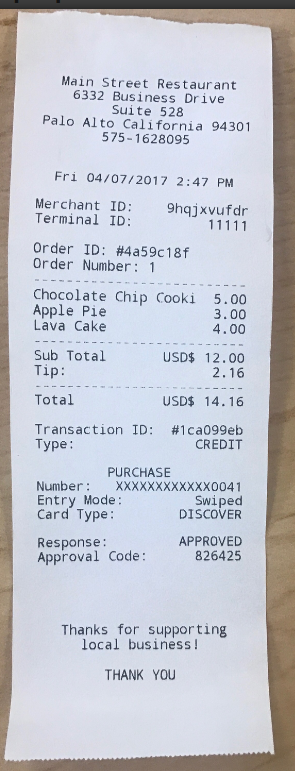 Main Street Restaurant
6332 Business Drive
Suite 528
Palo Alto California 94301
575-1628095
Fri 04/07/2017 2:47 PM
Merchant ID: 9hqjxvufdr
Terminal ID: 11111
Order ID: #4a59c18f
Order Number: 1
--------------------------------
Chocolate Chip Cooki 5.00
Apple Pie 3.00
Lava Cake 4.00
--------------------------------
Sub Total USD$ 12.00
Tip: 2.16
--------------------------------
Total USD$ 14.16
Transaction ID: #1ca099eb
Type: CREDIT
PURCHASE
Number: XXXXXXXXXXXX0041
Entry Mode: Swiped
Card Type: DISCOVER
Response: APPROVED
Approval Code: 826425
Thanks for supporting
local business!
THANK YOU